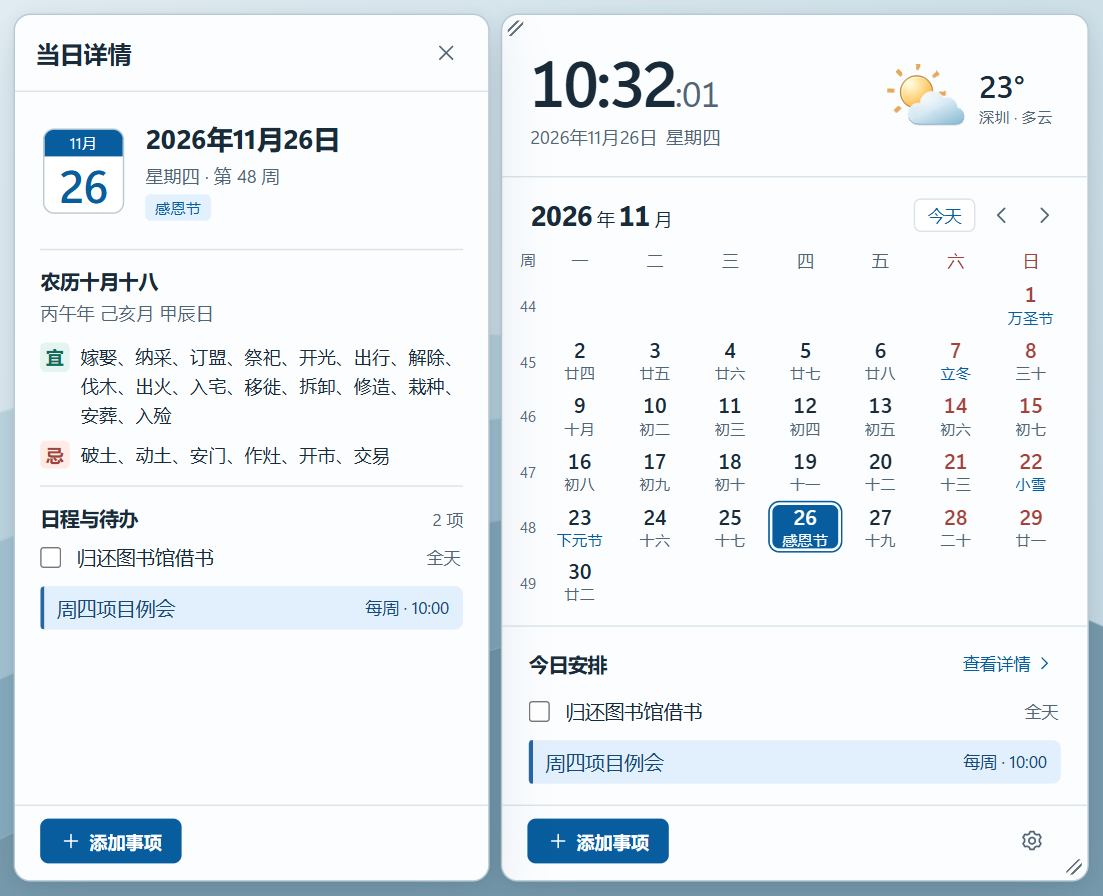 当日详情
11月
26
2026年11月26日
星期四 · 第 48 周
感恩节
农历十月十八
丙午年 己亥月 甲辰日
宜 嫁娶、纳采、订盟、祭祀、开光、出行、解除、
伐木、出火、入宅、移徙、拆卸、修造、栽种、
安葬、入殓
忌 破土、动土、安门、作灶、开市、交易
日程与待办 2 项
归还图书馆借书 全天
周四项目例会 每周 · 10:00
添加事项
10:32:01
2026年11月26日 星期四
23°
深圳 · 多云
2026 年 11 月 今天
周 一 二 三 四 五 六 日
44 1
万圣节
45 2 3 4 5 6 7 8
廿四 廿五 廿六 廿七 廿八 立冬 三十
46 9 10 11 12 13 14 15
十月 初二 初三 初四 初五 初六 初七
47 16 17 18 19 20 21 22
初八 初九 初十 十一 十二 十三 小雪
48 23 24 25 26 27 28 29
下元节 十六 十七 感恩节 十九 二十 廿一
49 30
廿二
今日安排 查看详情
归还图书馆借书 全天
周四项目例会 每周 · 10:00
添加事项